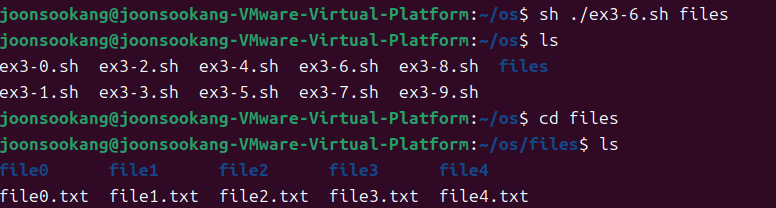 joonsookang@joonsookang-VMware-Virtual-Platform:~/os$ sh ./ex3-6.sh files
joonsookang@joonsookang-VMware-Virtual-Platform:~/os$ ls
ex3-0.sh  ex3-2.sh  ex3-4.sh  ex3-6.sh  ex3-8.sh  files
ex3-1.sh  ex3-3.sh  ex3-5.sh  ex3-7.sh  ex3-9.sh
joonsookang@joonsookang-VMware-Virtual-Platform:~/os$ cd files
joonsookang@joonsookang-VMware-Virtual-Platform:~/os/files$ ls
file0      file1      file2      file3      file4
file0.txt  file1.txt  file2.txt  file3.txt  file4.txt